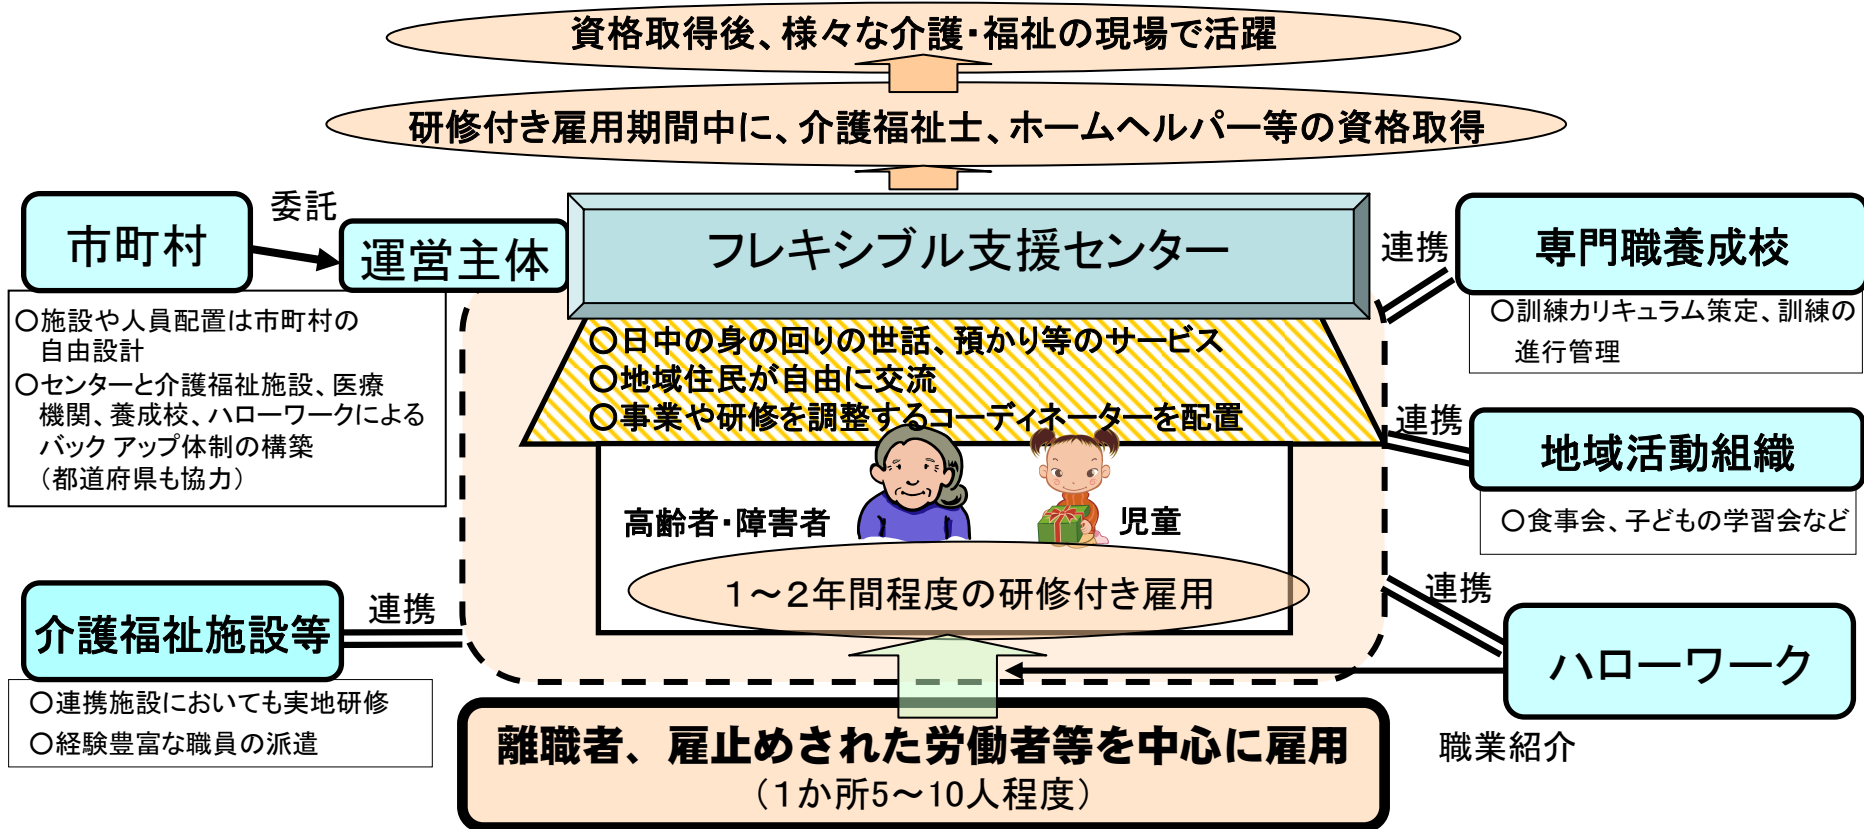 資格取得後、様々な介護・福祉の現場で活躍
研修付き雇用期間中に、介護福祉士、ホームヘルパー等の資格取得
市町村
委託
運営主体
フレキシブル支援センター
○施設や人員配置は市町村の
自由設計
○センターと介護福祉施設、医療
機関、養成校、ハローワークによる
バック アップ体制の構築
（都道府県も協力）
○日中の身の回りの世話、預かり等のサービス
○地域住民が自由に交流
○事業や研修を調整するコーディネーターを配置
高齢者・障害者
児童
1～2年間程度の研修付き雇用
連携
専門職養成校
○訓練カリキュラム策定、訓練の
進行管理
連携
地域活動組織
○食事会、子どもの学習会など
連携
ハローワーク
職業紹介
介護福祉施設等
連携
○連携施設においても実地研修
○経験豊富な職員の派遣
離職者、雇止めされた労働者等を中心に雇用
（1か所5～10人程度）